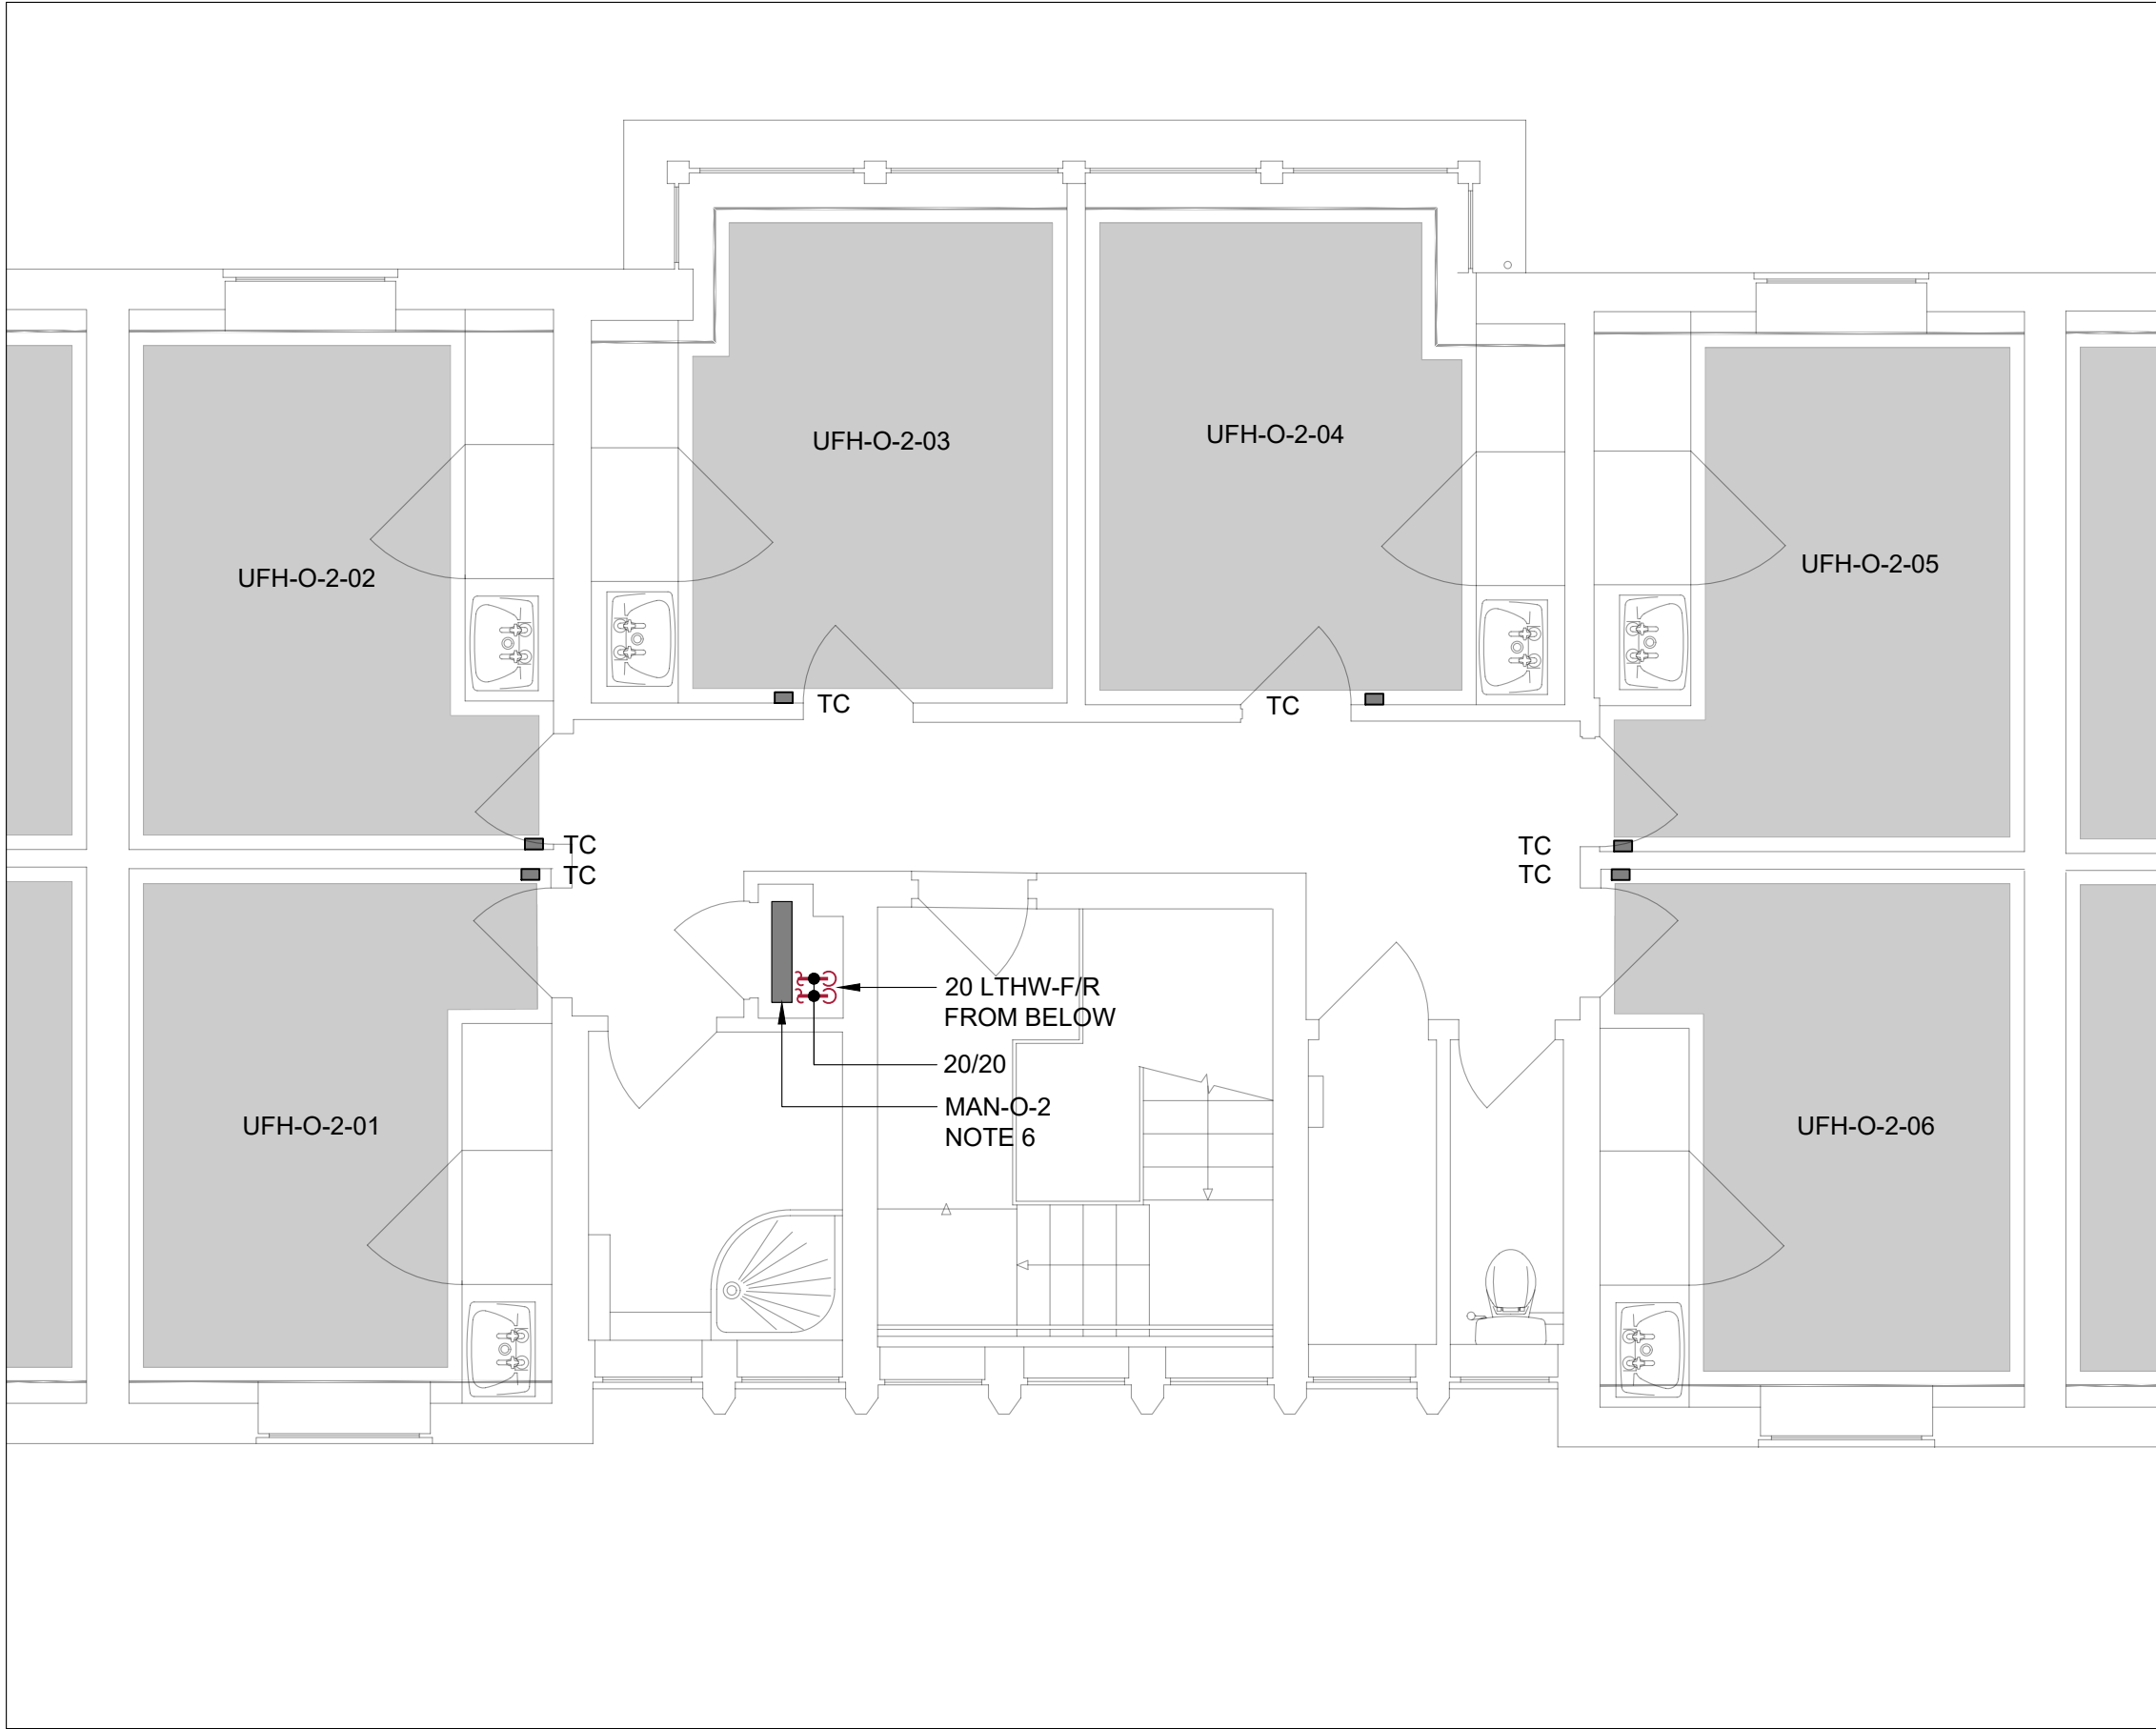 UFH-O-2-03
UFH-O-2-04
UFH-O-2-02
UFH-O-2-05
TC
TC
TC
TC
TC
TC
20 LTHW-F/R
FROM BELOW
20/20
MAN-O-2
NOTE 6
UFH-O-2-01
UFH-O-2-06